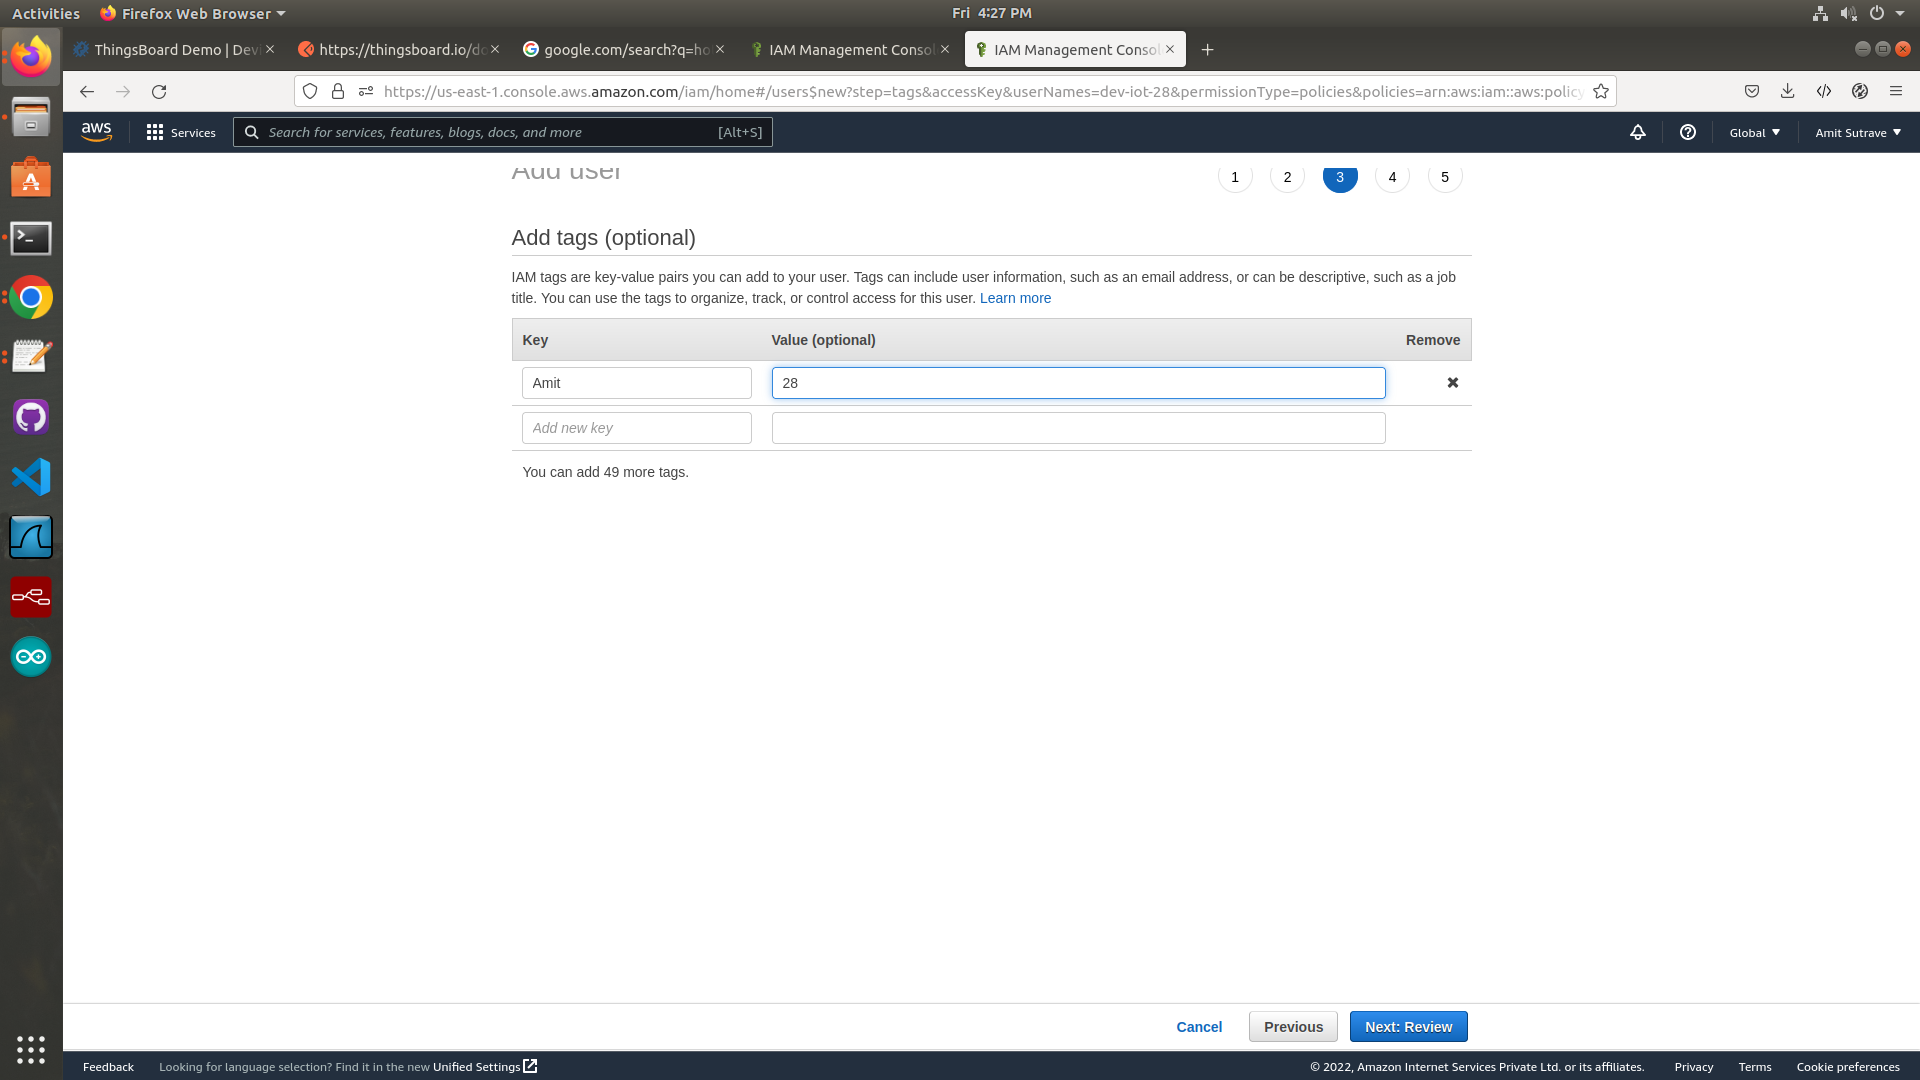 Activities
Firefox Web Browser
Fri 4:27 PM
ThingsBoard Demo | Devi
https://thingsboard.io/do
google.com/search?q=ho
IAM Management Consol
IAM Management Consol
https://us-east-1.console.aws.amazon.com/iam/home#/users$new?step=tags&accessKey&userNames=dev-iot-28&permissionType=policies&policies=arn:aws:iam::aws:policy
aws
Services
Search for services, features, blogs, docs, and more
[Alt+S]
Global
Amit Sutrave
Add user
1 2 3 4 5
Add tags (optional)
IAM tags are key-value pairs you can add to your user. Tags can include user information, such as an email address, or can be descriptive, such as a job
title. You can use the tags to organize, track, or control access for this user. Learn more
Key Value (optional) Remove
Amit 28
Add new key
You can add 49 more tags.
Cancel Previous Next: Review
Feedback Looking for language selection? Find it in the new Unified Settings © 2022, Amazon Internet Services Private Ltd. or its affiliates. Privacy Terms Cookie preferences